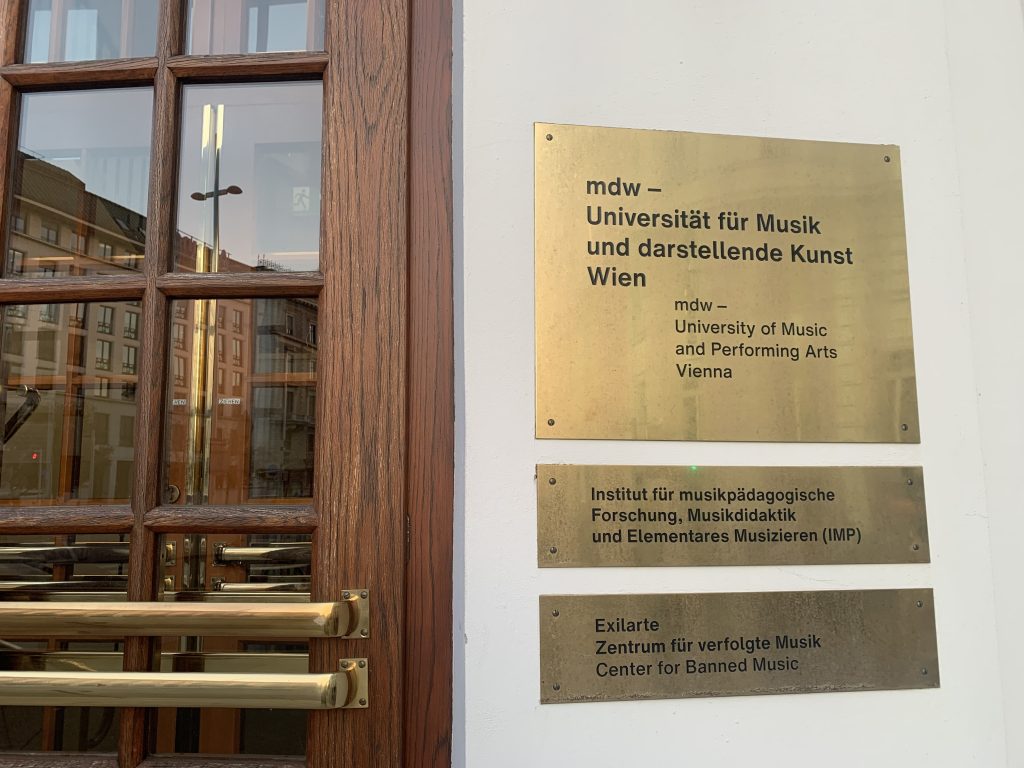 mdw –
Universität für Musik
und darstellende Kunst
Wien
mdw –
University of Music
and Performing Arts
Vienna
Institut für musikpädagogische
Forschung, Musikdidaktik
und Elementares Musizieren (IMP)
Exilarte
Zentrum für verfolgte Musik
Center for Banned Music
ZIEHEN